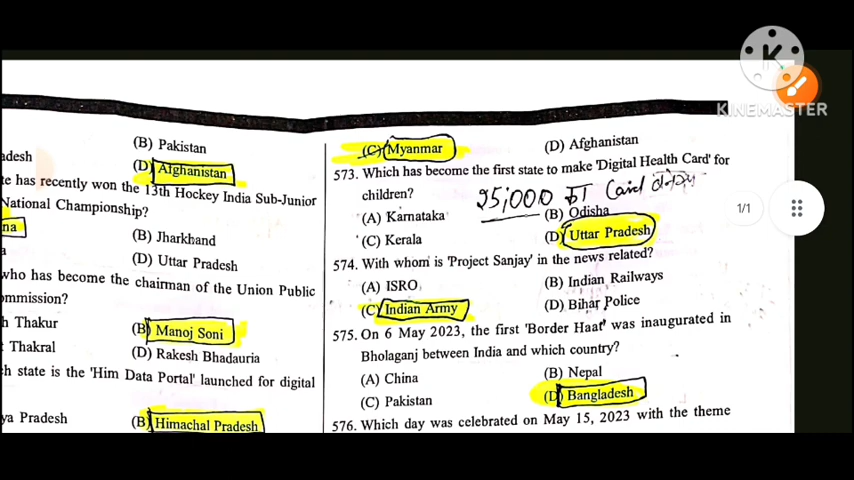 KINEMASTER
1/1
adesh
(B) Pakistan
(D) Afghanistan
te has recently won the 13th Hockey India Sub-Junior
National Championship?
na
(B) Jharkhand
a
(D) Uttar Pradesh
who has become the chairman of the Union Public
ommission?
h Thakur
(B) Manoj Soni
t Thakral
(D) Rakesh Bhadauria
ch state is the 'Him Data Portal' launched for digital
ya Pradesh
(B) Himachal Pradesh
(C) Myanmar
(D) Afghanistan
573. Which has become the first state to make 'Digital Health Card' for
children?
25,000 का Card
(A) Karnataka
(B) Odisha
(C) Kerala
(D) Uttar Pradesh
574. With whom is 'Project Sanjay' in the news related?
(A) ISRO
(B) Indian Railways
(C) Indian Army
(D) Bihar Police
575. On 6 May 2023, the first 'Border Haat' was inaugurated in
Bholaganj between India and which country?
(A) China
(B) Nepal
(C) Pakistan
(D) Bangladesh
576. Which day was celebrated on May 15, 2023 with the theme